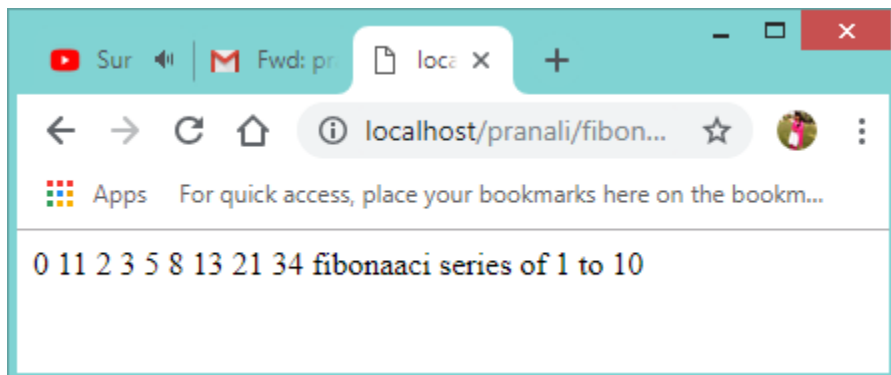 Sur Fwd: pr loca
localhost/pranali/fibon...
Apps For quick access, place your bookmarks here on the bookm...
0 11 2 3 5 8 13 21 34 fibonaaci series of 1 to 10